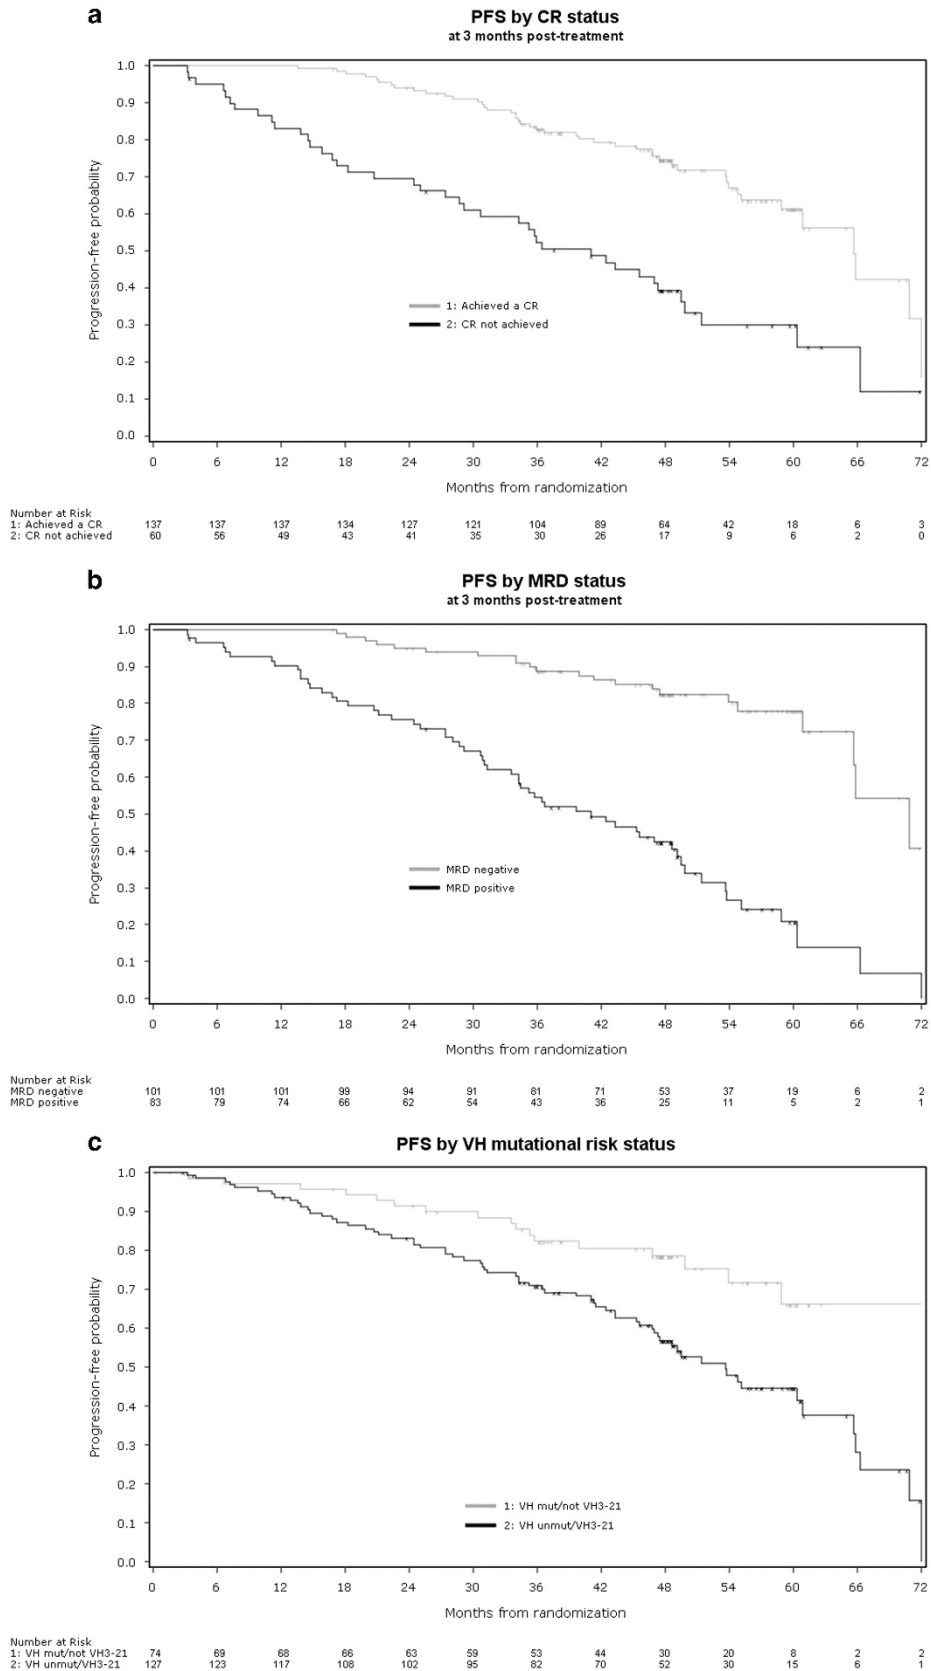 a
PFS by CR status
at 3 months post-treatment
1.0
0.9
0.8
0.7
0.6
0.5
0.4
0.3
0.2
0.1
0.0
Progression-free probability
1: Achieved a CR
2: CR not achieved
0 6 12 18 24 30 36 42 48 54 60 66 72
Months from randomization
Number at Risk
1: Achieved a CR 137 137 137 134 127 121 104 89 64 42 18 6 3
2: CR not achieved 60 56 49 43 41 35 30 26 17 9 6 2 0
b
PFS by MRD status
at 3 months post-treatment
1.0
0.9
0.8
0.7
0.6
0.5
0.4
0.3
0.2
0.1
0.0
Progression-free probability
MRD negative
MRD positive
0 6 12 18 24 30 36 42 48 54 60 66 72
Months from randomization
Number at Risk
MRD negative 101 101 101 99 94 91 81 71 53 37 19 6 2
MRD positive 83 79 74 66 62 54 43 36 25 11 5 2 1
c
PFS by VH mutational risk status
1.0
0.9
0.8
0.7
0.6
0.5
0.4
0.3
0.2
0.1
0.0
Progression-free probability
1: VH mut/not VH3-21
2: VH unmut/VH3-21
0 6 12 18 24 30 36 42 48 54 60 66 72
Months from randomization
Number at Risk
1: VH mut/not VH3-21 74 69 68 66 63 59 53 44 30 20 8 2 2
2: VH unmut/VH3-21 127 123 117 108 102 95 82 70 52 30 15 6 1